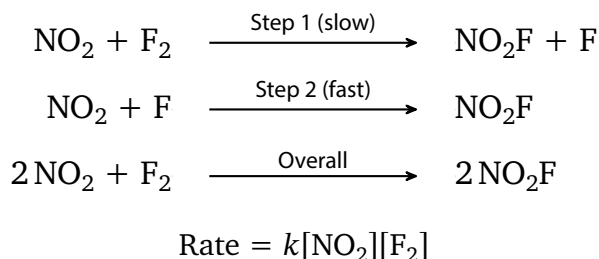 NO₂ + F₂ Step 1 (slow) NO₂F + F
NO₂ + F Step 2 (fast) NO₂F
2 NO₂ + F₂ Overall 2 NO₂F
Rate = k[NO₂][F₂]